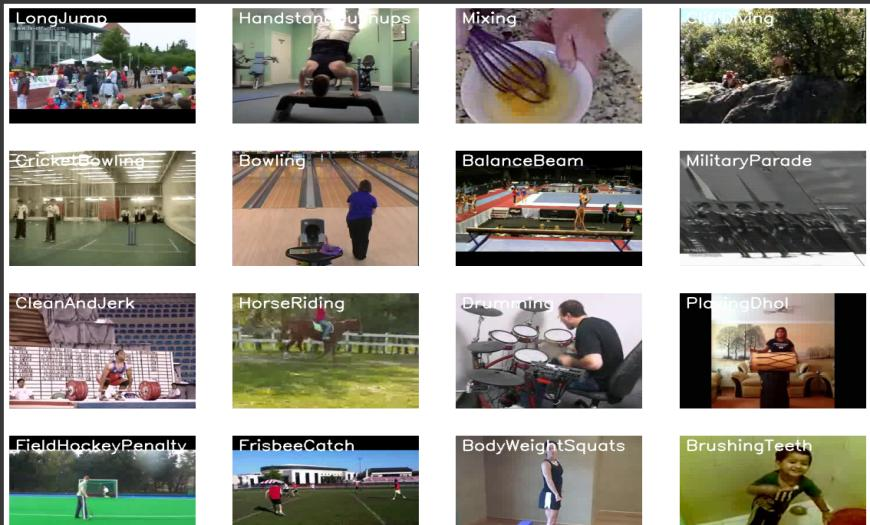 LongJump
HandstandPushups
Mixing
CliffDiving
CricketBowling
Bowling
BalanceBeam
MilitaryParade
CleanAndJerk
HorseRiding
Drumming
PlayingDhol
FieldHockeyPenalty
FrisbeeCatch
BodyWeightSquats
BrushingTeeth